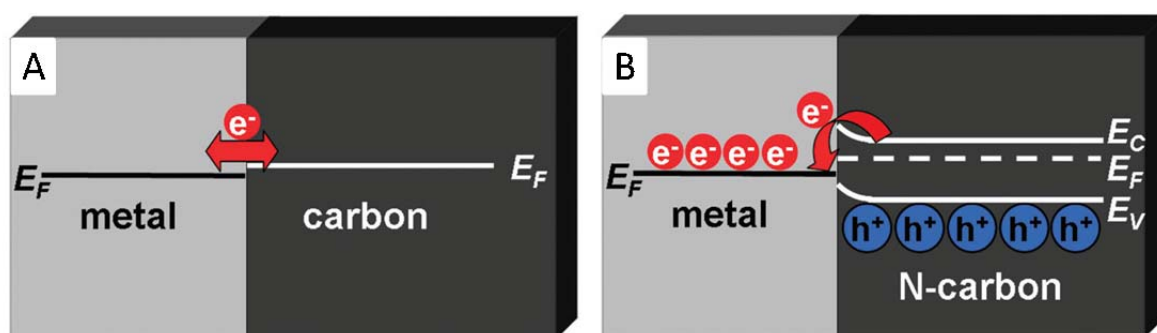 A
e-
E_F
E_F
metal
carbon
B
e-
e- e- e- e-
E_C
E_F
E_F
E_V
metal
h+ h+ h+ h+ h+
N-carbon